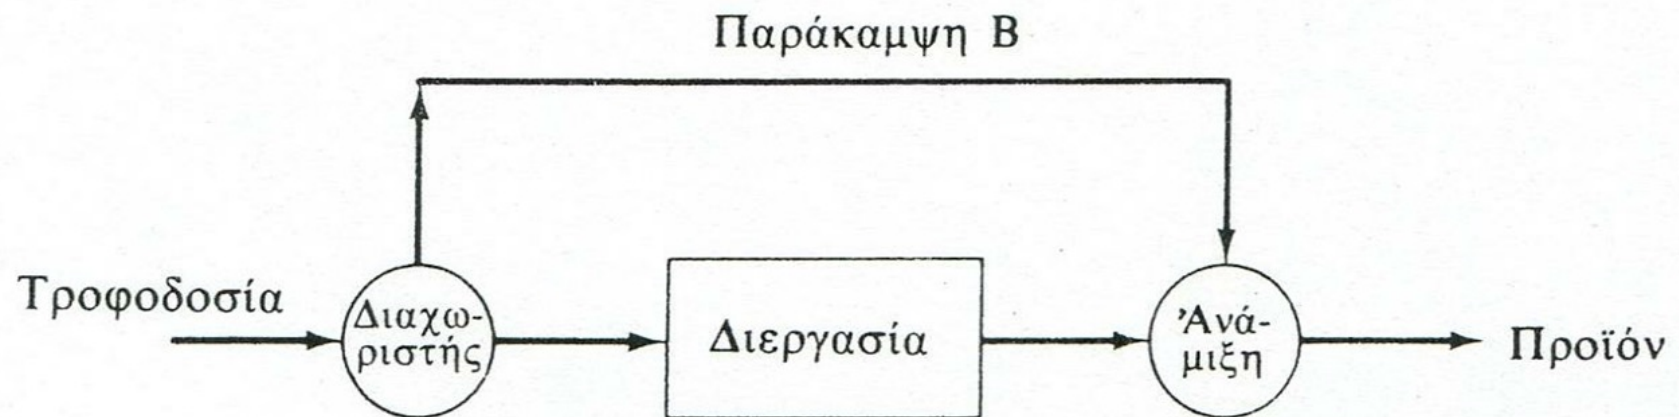 Παράκαμψη Β
Τροφοδοσία
Διαχω-
ριστής
Διεργασία
Ἀνά-
μιξη
Προϊόν